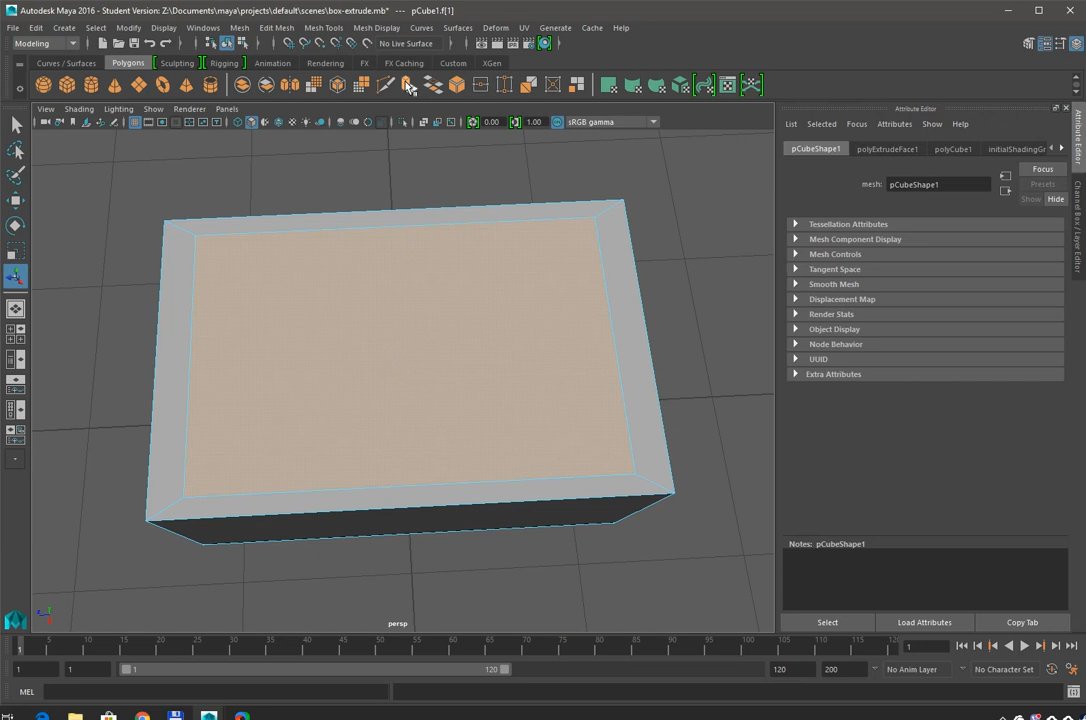 Autodesk Maya 2016 - Student Version: Z:\Documents\maya\projects\default\scenes\box-extrude.mb* --- pCube1.f[1]
File Edit Create Select Modify Display Windows Mesh Edit Mesh Mesh Tools Mesh Display Curves Surfaces Deform UV Generate Cache Help
Modeling No Live Surface
Curves / Surfaces Polygons Sculpting Rigging Animation Rendering FX FX Caching Custom XGen
View Shading Lighting Show Renderer Panels
0.00 1.00 sRGB gamma
persp
Attribute Editor
List Selected Focus Attributes Show Help
pCubeShape1 polyExtrudeFace1 polyCube1 initialShadingGr
Focus
mesh: pCubeShape1
Presets
Show Hide
Tessellation Attributes
Mesh Component Display
Mesh Controls
Tangent Space
Smooth Mesh
Displacement Map
Render Stats
Object Display
Node Behavior
UUID
Extra Attributes
Notes: pCubeShape1
Select Load Attributes Copy Tab
Attribute Editor
Channel Box / Layer Editor
5 10 15 20 25 30 35 40 45 50 55 60 65 70 75 80 85 90 95 100 105 110 115
1 1
1 1 1 120 120 200 No Anim Layer No Character Set
MEL